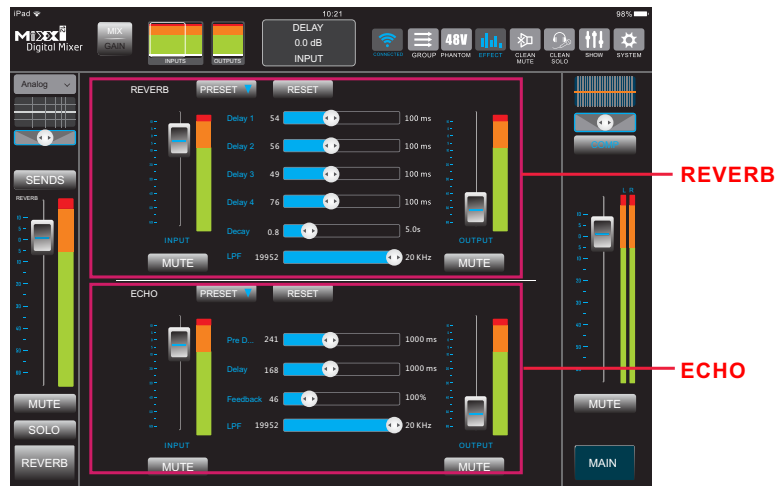 iPad 10:21 98%
MiXXi
Digital Mixer
MIX
GAIN
INPUTS
OUTPUTS
DELAY
0.0 dB
INPUT
CONNECTED
GROUP
48V
PHANTOM
EFFECT
CLEAN
MUTE
CLEAN
SOLO
SHOW
SYSTEM
Analog
SENDS
REVERB
MUTE
SOLO
REVERB
REVERB PRESET RESET
Delay 1 54 100 ms
Delay 2 56 100 ms
Delay 3 49 100 ms
Delay 4 76 100 ms
Decay 0.8 5.0s
LPF 19952 20 KHz
INPUT
MUTE
OUTPUT
MUTE
ECHO PRESET RESET
Pre D... 241 1000 ms
Delay 168 1000 ms
Feedback 46 100%
LPF 19952 20 KHz
INPUT
MUTE
OUTPUT
MUTE
L R
MUTE
MAIN
REVERB
ECHO